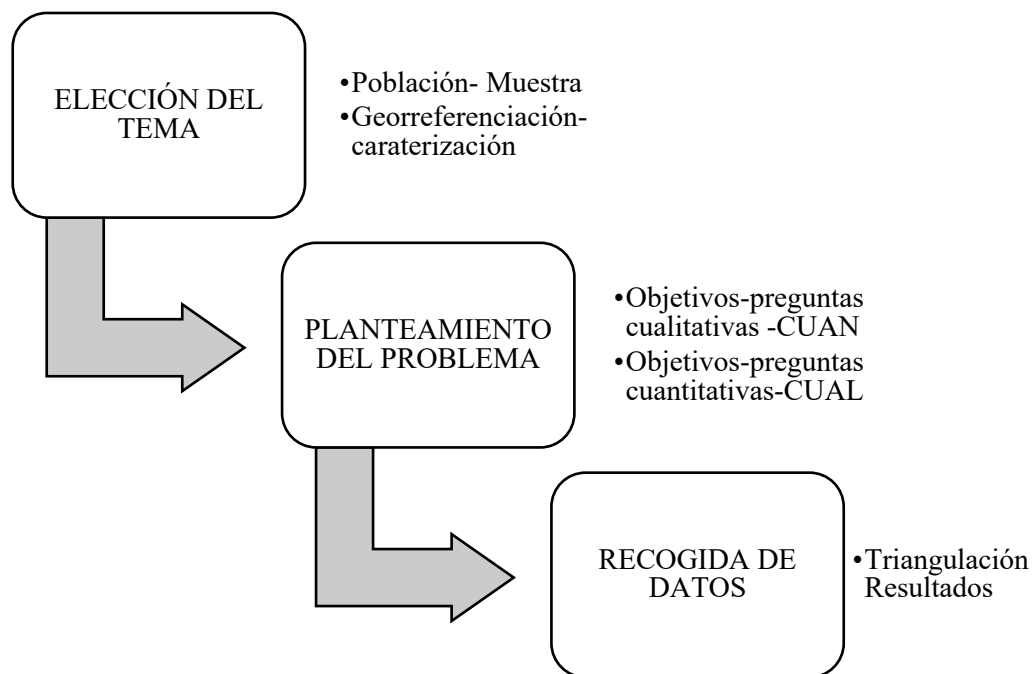 ELECCIÓN DEL
TEMA
•Población- Muestra
•Georreferenciación-
caraterización
PLANTEAMIENTO
DEL PROBLEMA
•Objetivos-preguntas
cualitativas -CUAN
•Objetivos-preguntas
cuantitativas-CUAL
RECOGIDA DE
DATOS
•Triangulación
Resultados